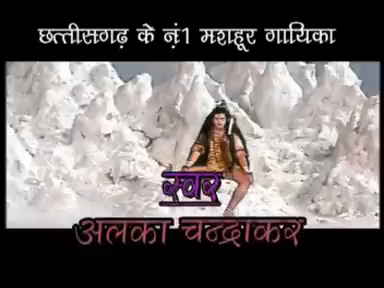 छत्तीसगढ़ के नं1 मशहूर गायिका
स्वर
अलका चन्द्राकर